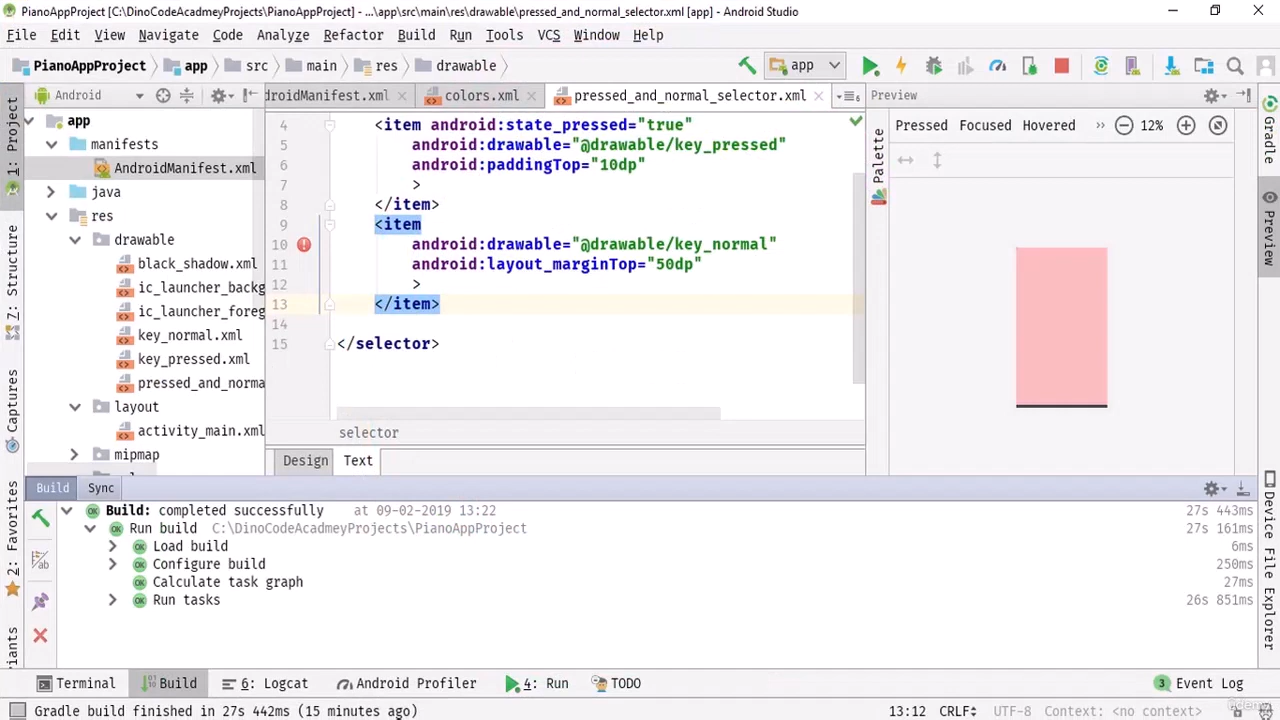 PianoAppProject [C:\DinoCodeAcadmeyProjects\PianoAppProject] - ...\app\src\main\res\drawable\pressed_and_normal_selector.xml [app] - Android Studio
File Edit View Navigate Code Analyze Refactor Build Run Tools VCS Window Help
PianoAppProject app src main res drawable app
Android droidManifest.xml colors.xml pressed_and_normal_selector.xml Preview
1: Project
7: Structure
Captures
2: Favorites
iants
app
manifests
AndroidManifest.xml
java
res
drawable
black_shadow.xml
ic_launcher_backg
ic_launcher_foreg
key_normal.xml
key_pressed.xml
pressed_and_norma
layout
activity_main.xml
mipmap
4 <item android:state_pressed="true"
5 android:drawable="@drawable/key_pressed"
6 android:paddingTop="10dp"
7 >
8 </item>
9 <item
10 android:drawable="@drawable/key_normal"
11 android:layout_marginTop="50dp"
12 >
13 </item>
14
15 </selector>
selector
Design Text
Palette
Pressed Focused Hovered » 12%
Gradle
Preview
Device File Explorer
Build Sync
Build: completed successfully at 09-02-2019 13:22 27s 443ms
Run build C:\DinoCodeAcadmeyProjects\PianoAppProject 27s 161ms
Load build 6ms
Configure build 250ms
Calculate task graph 27ms
Run tasks 26s 851ms
Terminal Build 6: Logcat Android Profiler 4: Run TODO 3 Event Log
Gradle build finished in 27s 442ms (15 minutes ago) 13:12 CRLF UTF-8 Context: <no context>